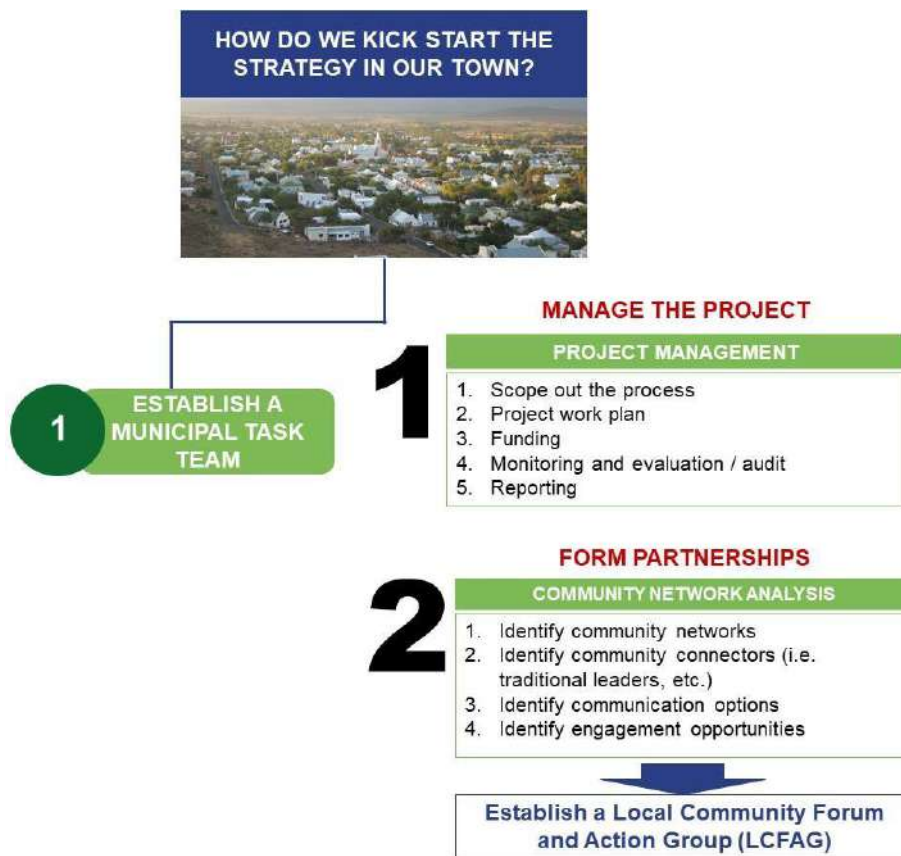 HOW DO WE KICK START THE
STRATEGY IN OUR TOWN?
1
ESTABLISH A
MUNICIPAL TASK
TEAM
MANAGE THE PROJECT
1
PROJECT MANAGEMENT
1. Scope out the process
2. Project work plan
3. Funding
4. Monitoring and evaluation / audit
5. Reporting
FORM PARTNERSHIPS
2
COMMUNITY NETWORK ANALYSIS
1. Identify community networks
2. Identify community connectors (i.e.
traditional leaders, etc.)
3. Identify communication options
4. Identify engagement opportunities
Establish a Local Community Forum
and Action Group (LCFAG)